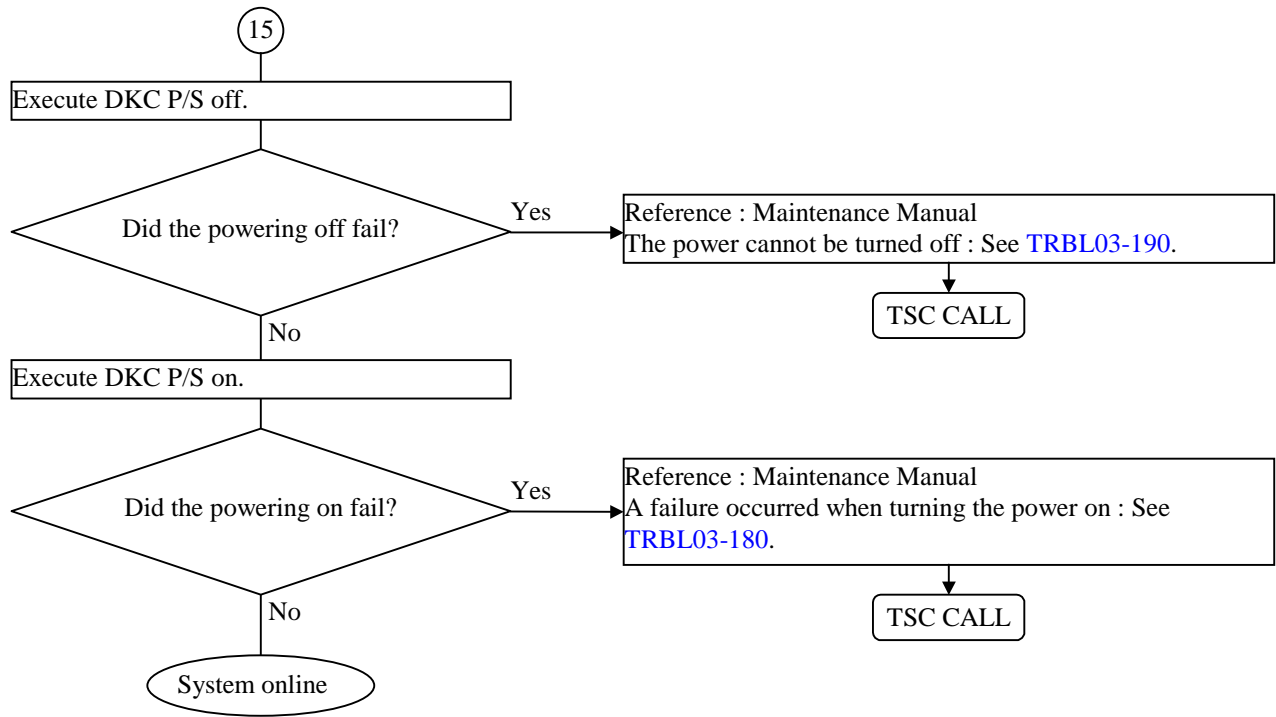 15
Execute DKC P/S off.
Did the powering off fail?
Yes
Reference : Maintenance Manual
The power cannot be turned off : See TRBL03-190.
TSC CALL
No
Execute DKC P/S on.
Did the powering on fail?
Yes
Reference : Maintenance Manual
A failure occurred when turning the power on : See
TRBL03-180.
TSC CALL
No
System online